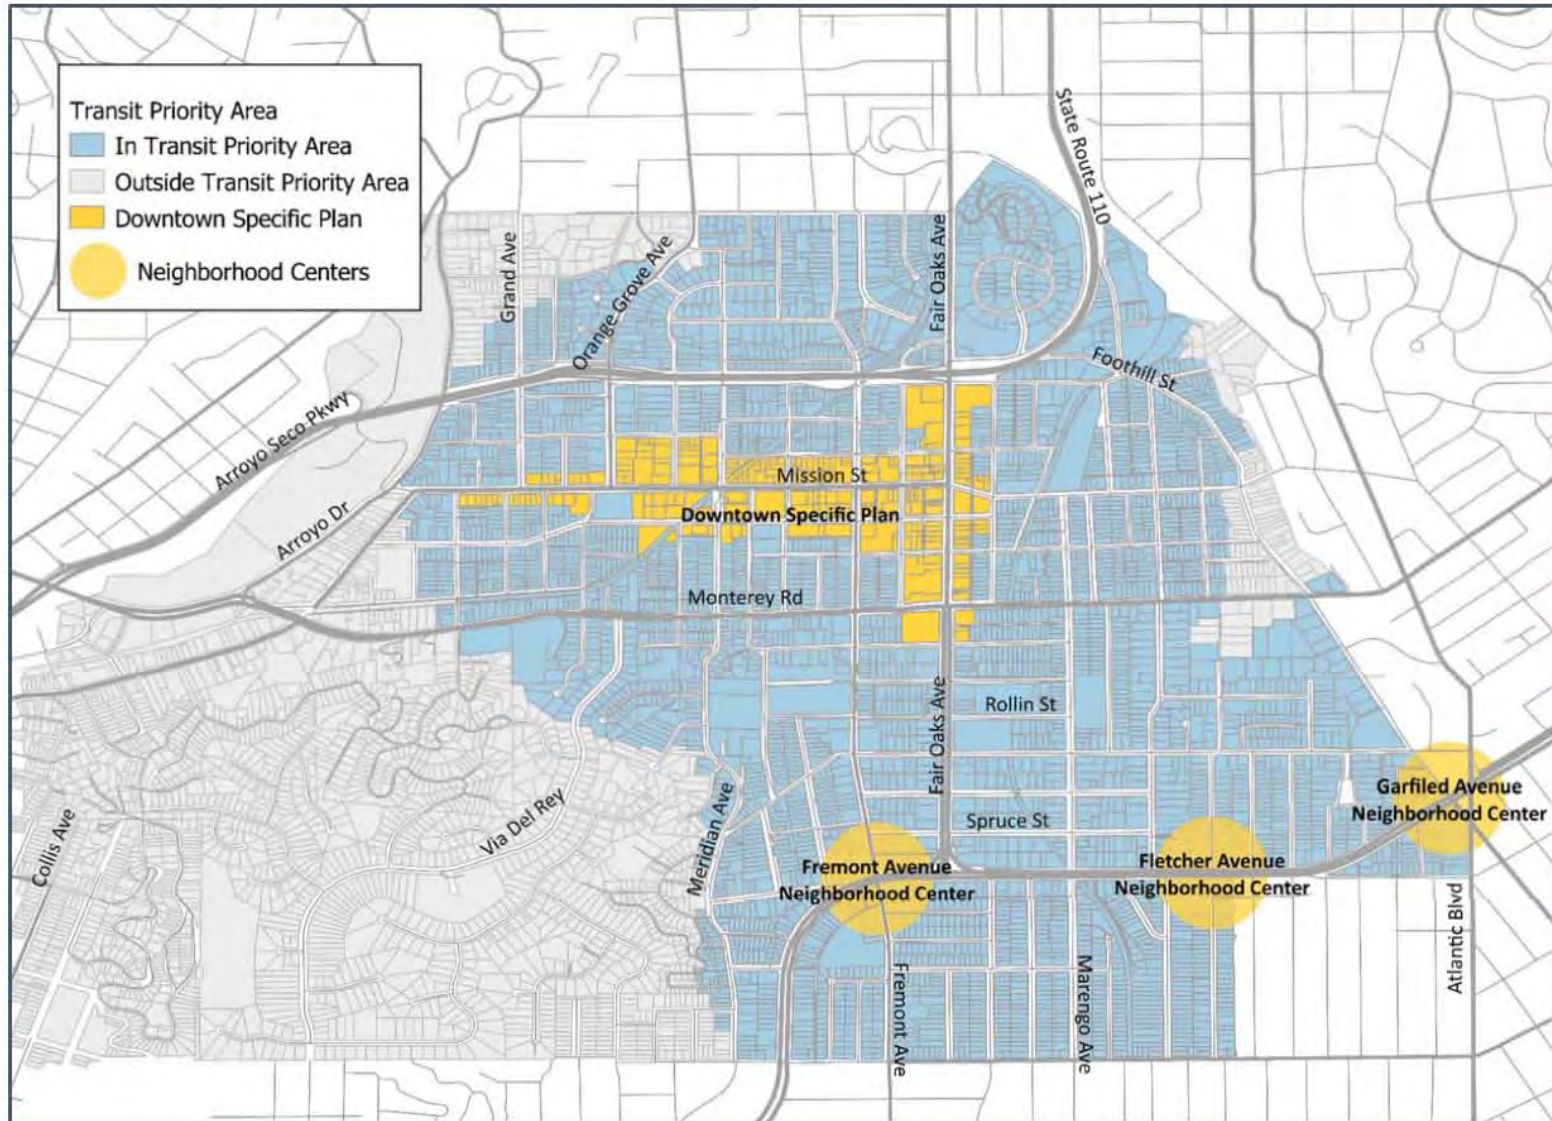 Transit Priority Area
In Transit Priority Area
Outside Transit Priority Area
Downtown Specific Plan
Neighborhood Centers
State Route 110
Grand Ave
Orange Grove Ave
Fair Oaks Ave
Foothill St
Arroyo Seco Pkwy
Mission St
Arroyo Dr
Downtown Specific Plan
Monterey Rd
Rollin St
Fair Oaks Ave
Garfiled Avenue
Neighborhood Center
Via Del Rey
Meridian Ave
Spruce St
Collis Ave
Fremont Avenue
Neighborhood Center
Fletcher Avenue
Neighborhood Center
Atlantic Blvd
Fremont Ave
Marengo Ave